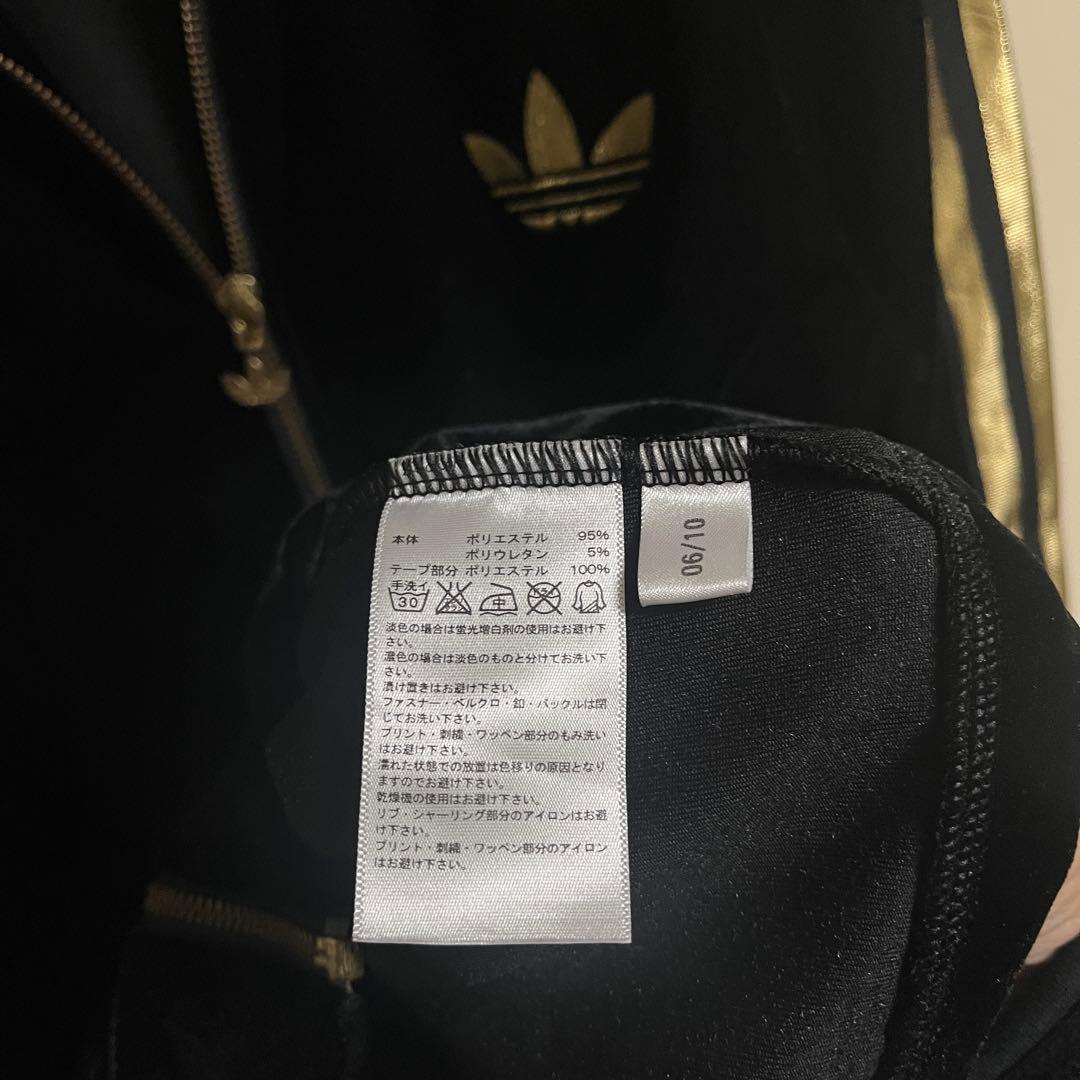 本体 ポリエステル 95%
ポリウレタン 5%
テープ部分 ポリエステル 100%
手洗イ
30
中
淡色の場合は蛍光増白剤の使用はお避け下
さい。
濃色の場合は淡色のものと分けてお洗い下
さい。
漬け置きはお避け下さい。
ファスナー・ベルクロ・釦・バックルは閉
じてお洗い下さい。
プリント・刺繍・ワッペン部分のもみ洗い
はお避け下さい。
濡れた状態での放置は色移りの原因となり
ますのでお避け下さい。
乾燥機の使用はお避け下さい。
リブ・シャーリング部分のアイロンはお避
け下さい。
プリント・刺繍・ワッペン部分のアイロン
はお避け下さい。
06/10